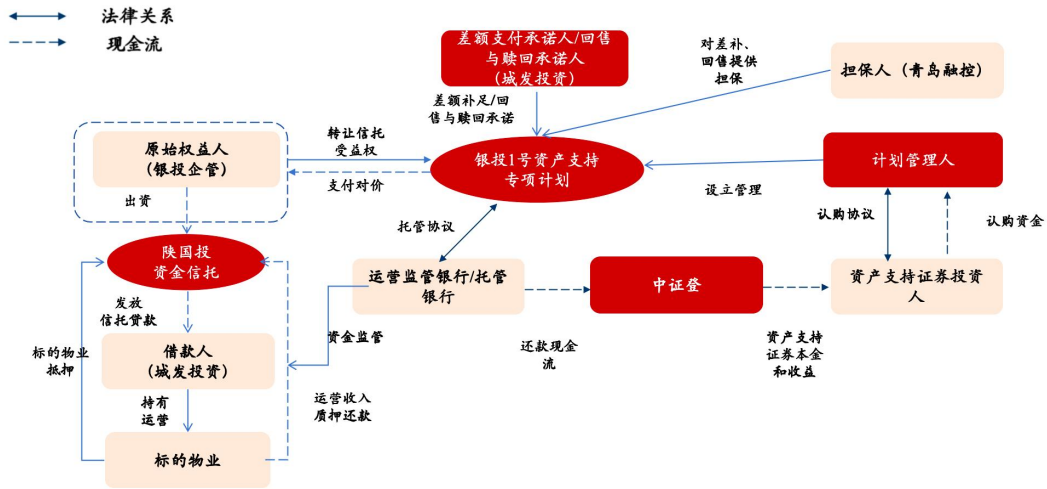 法律关系
现金流
差额支付承诺人/回售
与赎回承诺人
（城发投资）
对差补、
回售提供
担保
担保人（青岛融控）
差额补足/回
售与赎回承诺
原始权益人
（银投企管）
转让信托
受益权
支付对价
银投1号资产支持
专项计划
计划管理人
设立管理
出资
托管协议
认购协议
认购资金
陕国投
资金信托
运营监管银行/托管
银行
中证登
资产支持证券投资
人
发放
信托贷款
资金监管
还款现金
流
资产支持
证券本金
和收益
标的物业
抵押
借款人
（城发投资）
持有
运营
运营收入
质押还款
标的物业